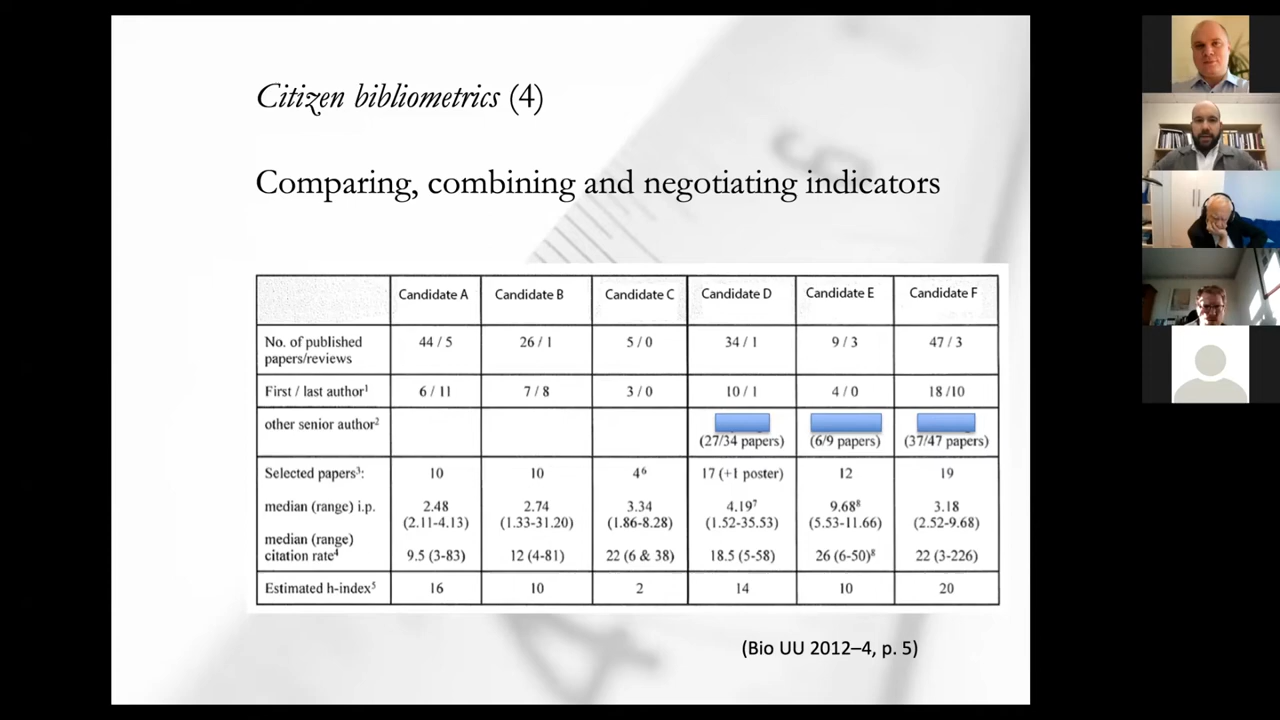 Citizen bibliometrics (4)
Comparing, combining and negotiating indicators
Candidate A Candidate B Candidate C Candidate D Candidate E Candidate F
No. of published papers/reviews 44 / 5 26 / 1 5 / 0 34 / 1 9 / 3 47 / 3
First / last author¹ 6 / 11 7 / 8 3 / 0 10 / 1 4 / 0 18 /10
other senior author² (27/34 papers) (6/9 papers) (37/47 papers)
Selected papers³: 10 10 4⁶ 17 (+1 poster) 12 19
median (range) i.p. 2.48 2.74 3.34 4.19⁷ 9.68⁸ 3.18
(2.11-4.13) (1.33-31.20) (1.86-8.28) (1.52-35.53) (5.53-11.66) (2.52-9.68)
median (range)
citation rate⁴ 9.5 (3-83) 12 (4-81) 22 (6 & 38) 18.5 (5-58) 26 (6-50)⁸ 22 (3-226)
Estimated h-index⁵ 16 10 2 14 10 20
(Bio UU 2012–4, p. 5)